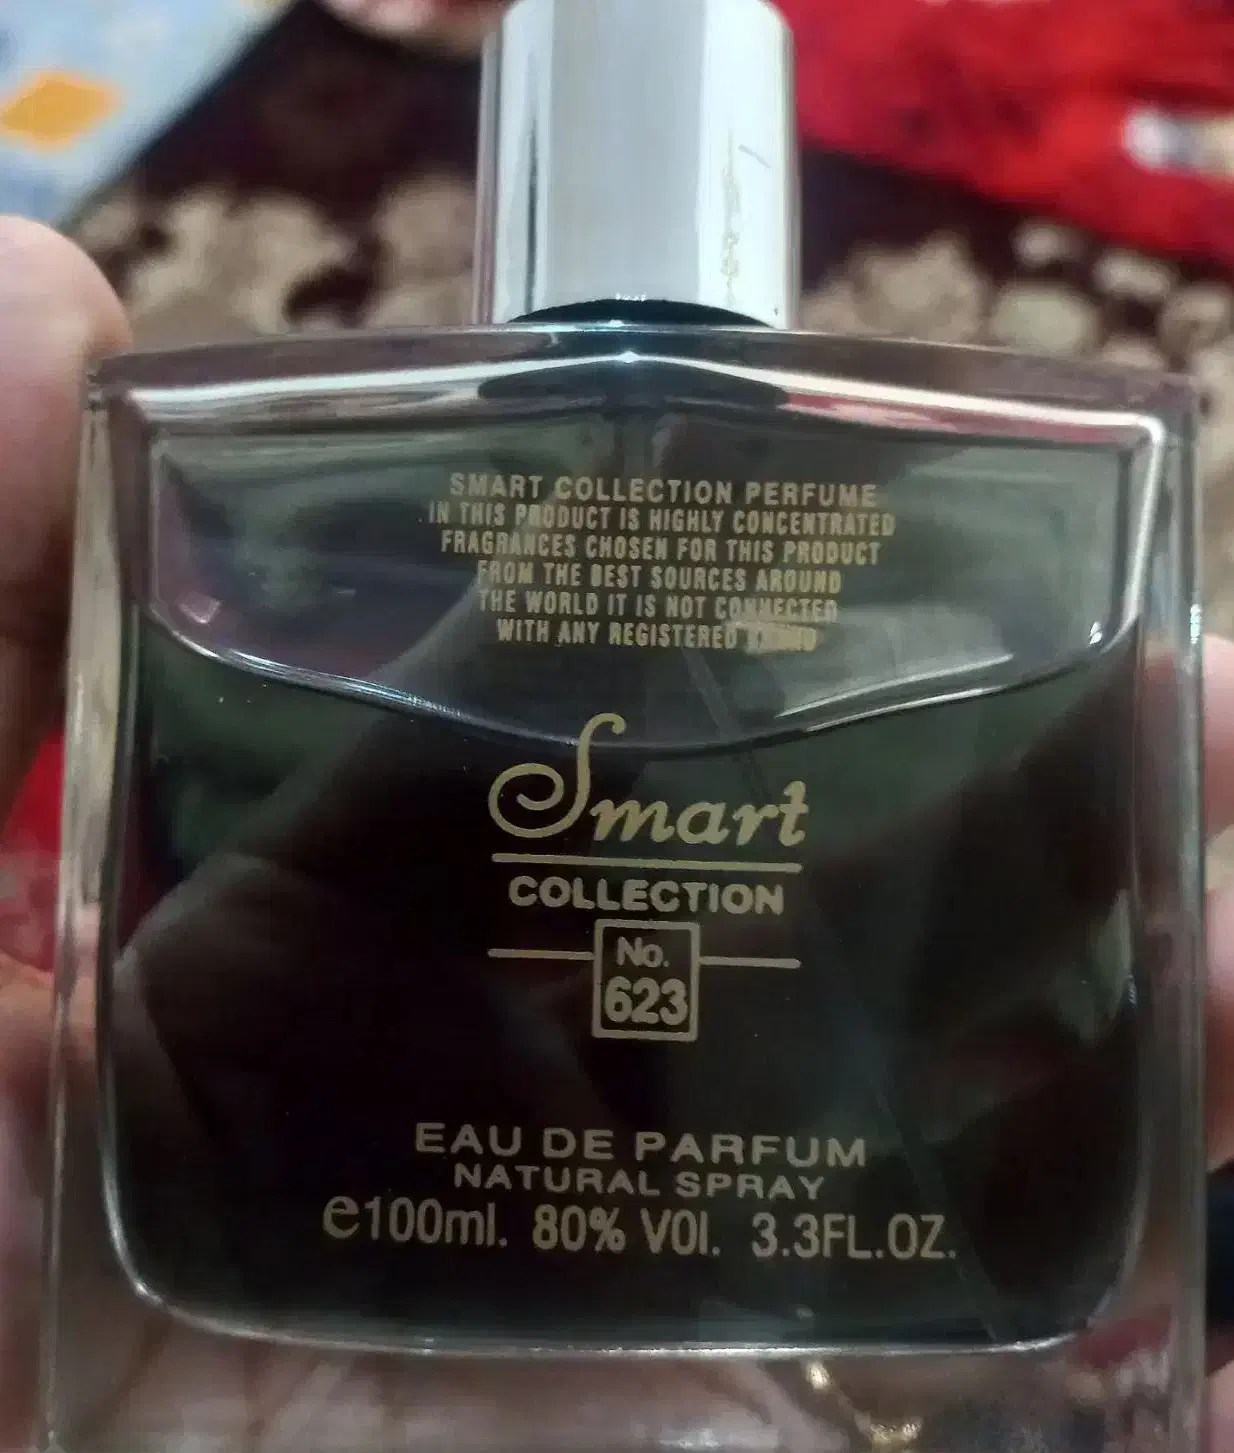 SMART COLLECTION PERFUME
IN THIS PRODUCT IS HIGHLY CONCENTRATED
FRAGRANCES CHOSEN FOR THIS PRODUCT
FROM THE BEST SOURCES AROUND
THE WORLD IT IS NOT CONNECTED
WITH ANY REGISTERED
Smart
COLLECTION
No.
623
EAU DE PARFUM
NATURAL SPRAY
e100ml. 80% VOl. 3.3FL.OZ.